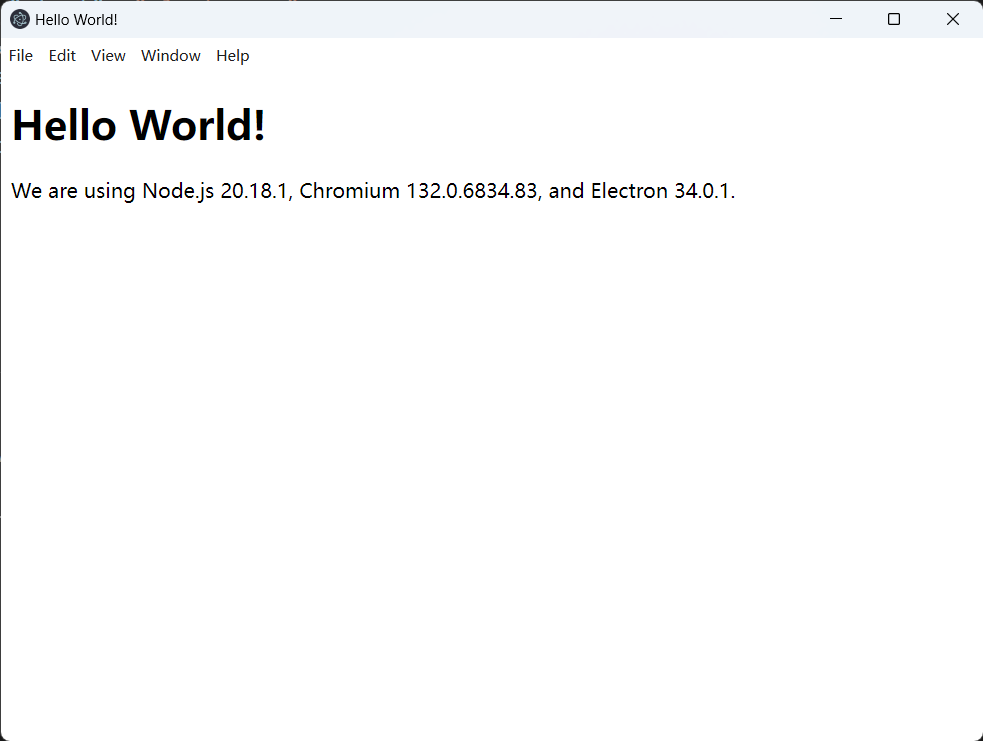 Hello World!
File Edit View Window Help
Hello World!
We are using Node.js 20.18.1, Chromium 132.0.6834.83, and Electron 34.0.1.